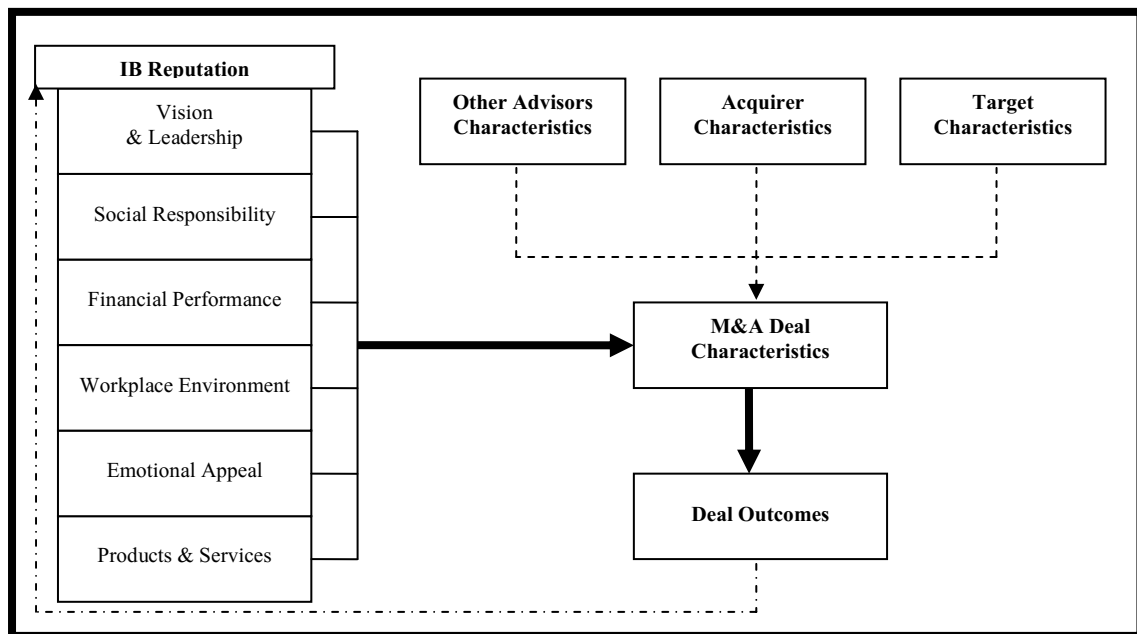 IB Reputation
Vision
& Leadership
Social Responsibility
Financial Performance
Workplace Environment
Emotional Appeal
Products & Services
Other Advisors
Characteristics
Acquirer
Characteristics
Target
Characteristics
M&A Deal
Characteristics
Deal Outcomes